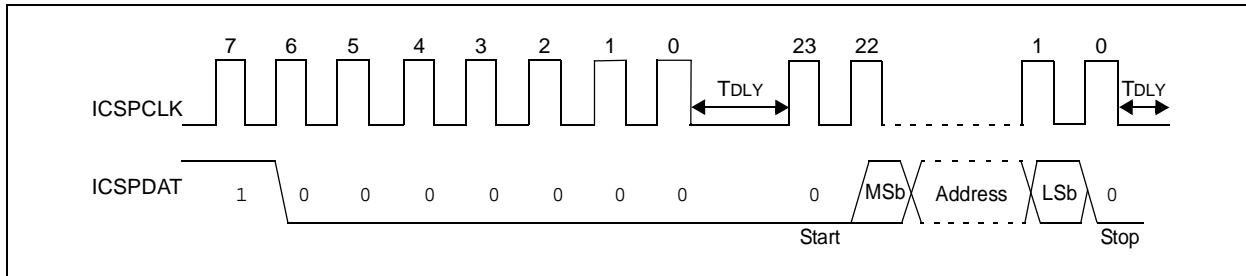 7 6 5 4 3 2 1 0 23 22 1 0
TDLY TDLY
ICSPCLK
ICSPDAT
1 0 0 0 0 0 0 0 0 MSb Address LSb 0
Start Stop